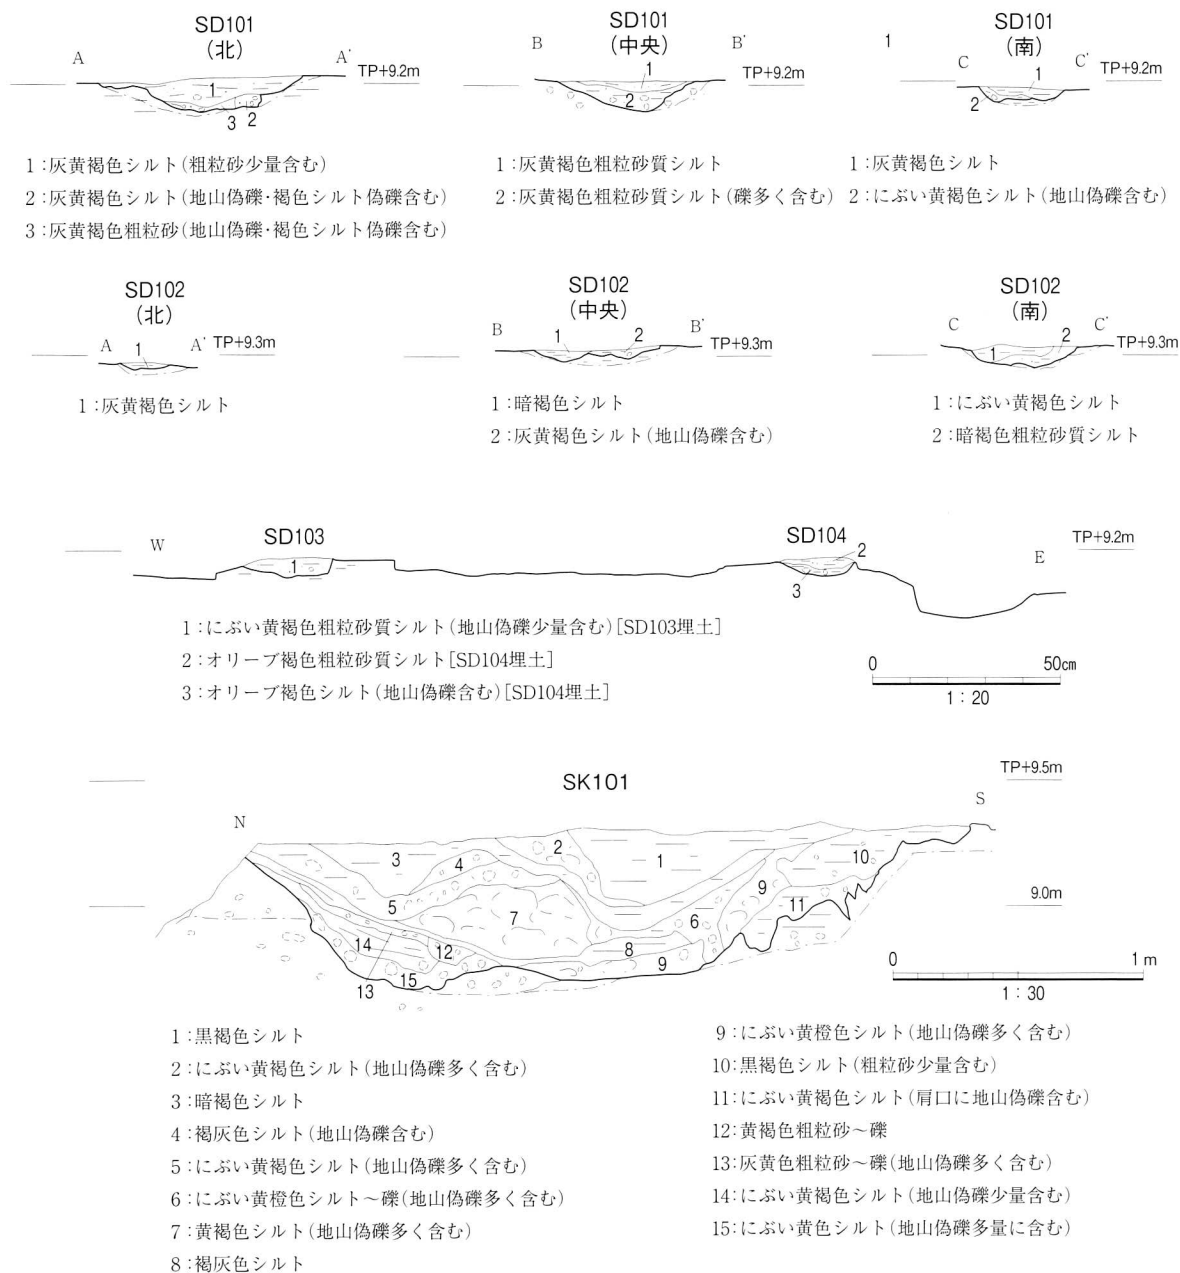 SD101
(北)
A
A'
TP+9.2m
1
3
2
1:灰黄褐色シルト(粗粒砂少量含む)
2:灰黄褐色シルト(地山偽礫・褐色シルト偽礫含む)
3:灰黄褐色粗粒砂(地山偽礫・褐色シルト偽礫含む)
SD101
(中央)
B
B'
TP+9.2m
1
2
1:灰黄褐色粗粒砂質シルト
2:灰黄褐色粗粒砂質シルト(礫多く含む)
1
SD101
(南)
C
C'
TP+9.2m
1
2
1:灰黄褐色シルト
2:にぶい黄褐色シルト(地山偽礫含む)
SD102
(北)
A
1
A'
TP+9.3m
1:灰黄褐色シルト
SD102
(中央)
B
1
2
B'
TP+9.3m
1:暗褐色シルト
2:灰黄褐色シルト(地山偽礫含む)
SD102
(南)
C
C'
1
2
TP+9.3m
1:にぶい黄褐色シルト
2:暗褐色粗粒砂質シルト
W
SD103
1
SD104
2
3
E
TP+9.2m
1:にぶい黄褐色粗粒砂質シルト(地山偽礫少量含む)[SD103埋土]
2:オリーブ褐色粗粒砂質シルト[SD104埋土]
3:オリーブ褐色シルト(地山偽礫含む)[SD104埋土]
0
50cm
1:20
SK101
TP+9.5m
N
S
3
4
2
1
10
9
11
5
7
6
8
9
14
12
13
15
9.0m
0
1m
1:30
1:黒褐色シルト
2:にぶい黄褐色シルト(地山偽礫多く含む)
3:暗褐色シルト
4:褐灰色シルト(地山偽礫含む)
5:にぶい黄褐色シルト(地山偽礫多く含む)
6:にぶい黄橙色シルト~礫(地山偽礫多く含む)
7:黄褐色シルト(地山偽礫多く含む)
8:褐灰色シルト
9:にぶい黄橙色シルト(地山偽礫多く含む)
10:黒褐色シルト(粗粒砂少量含む)
11:にぶい黄褐色シルト(肩口に地山偽礫含む)
12:黄褐色粗粒砂~礫
13:灰黄色粗粒砂~礫(地山偽礫多く含む)
14:にぶい黄褐色シルト(地山偽礫少量含む)
15:にぶい黄色シルト(地山偽礫多量に含む)